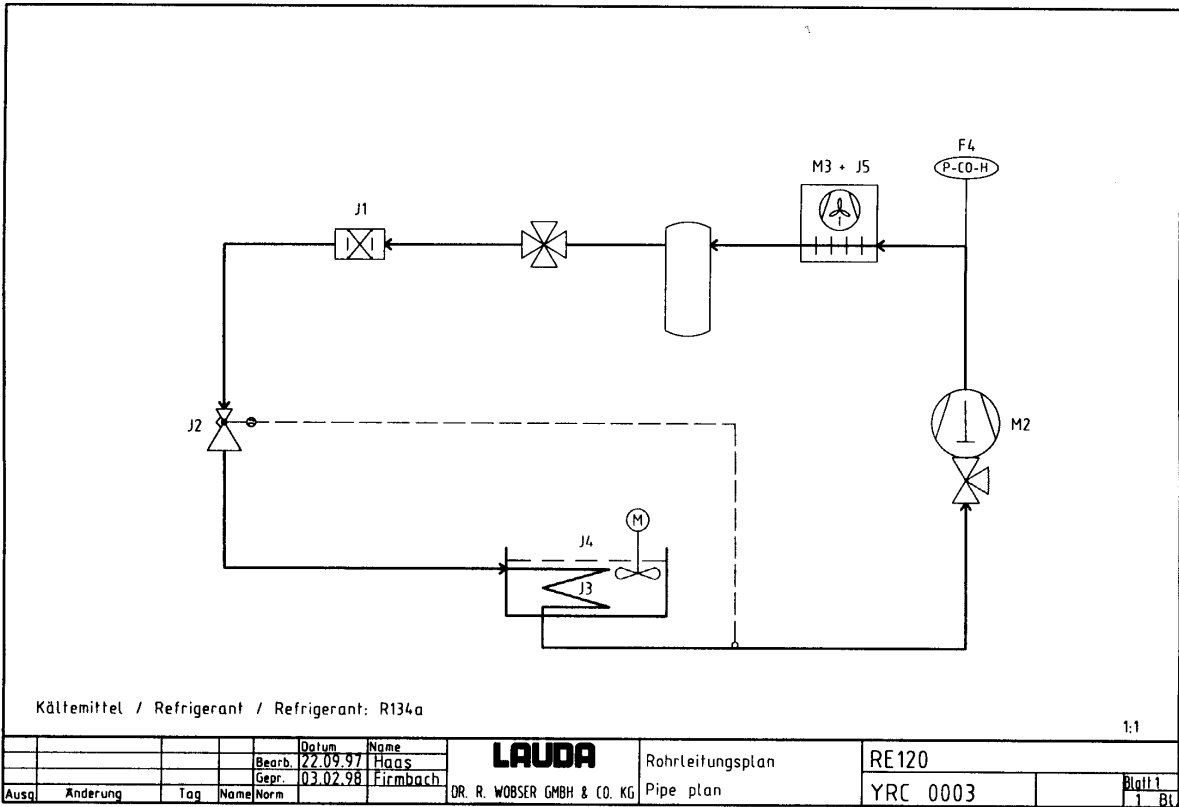 F4
P-CO-H
M3 + J5
J1
J2
M2
M
J4
J3
Kältemittel / Refrigerant / Refrigerant: R134a
1:1
Datum Name
Bearb. 22.09.97 Haas
Gepr. 03.02.98 Firmbach
Ausg Änderung Tag Name Norm
LAUDA
DR. R. WOBSER GMBH & CO. KG
Rohrleitungsplan
Pipe plan
RE120
YRC 0003
Blatt 1
1 Bl